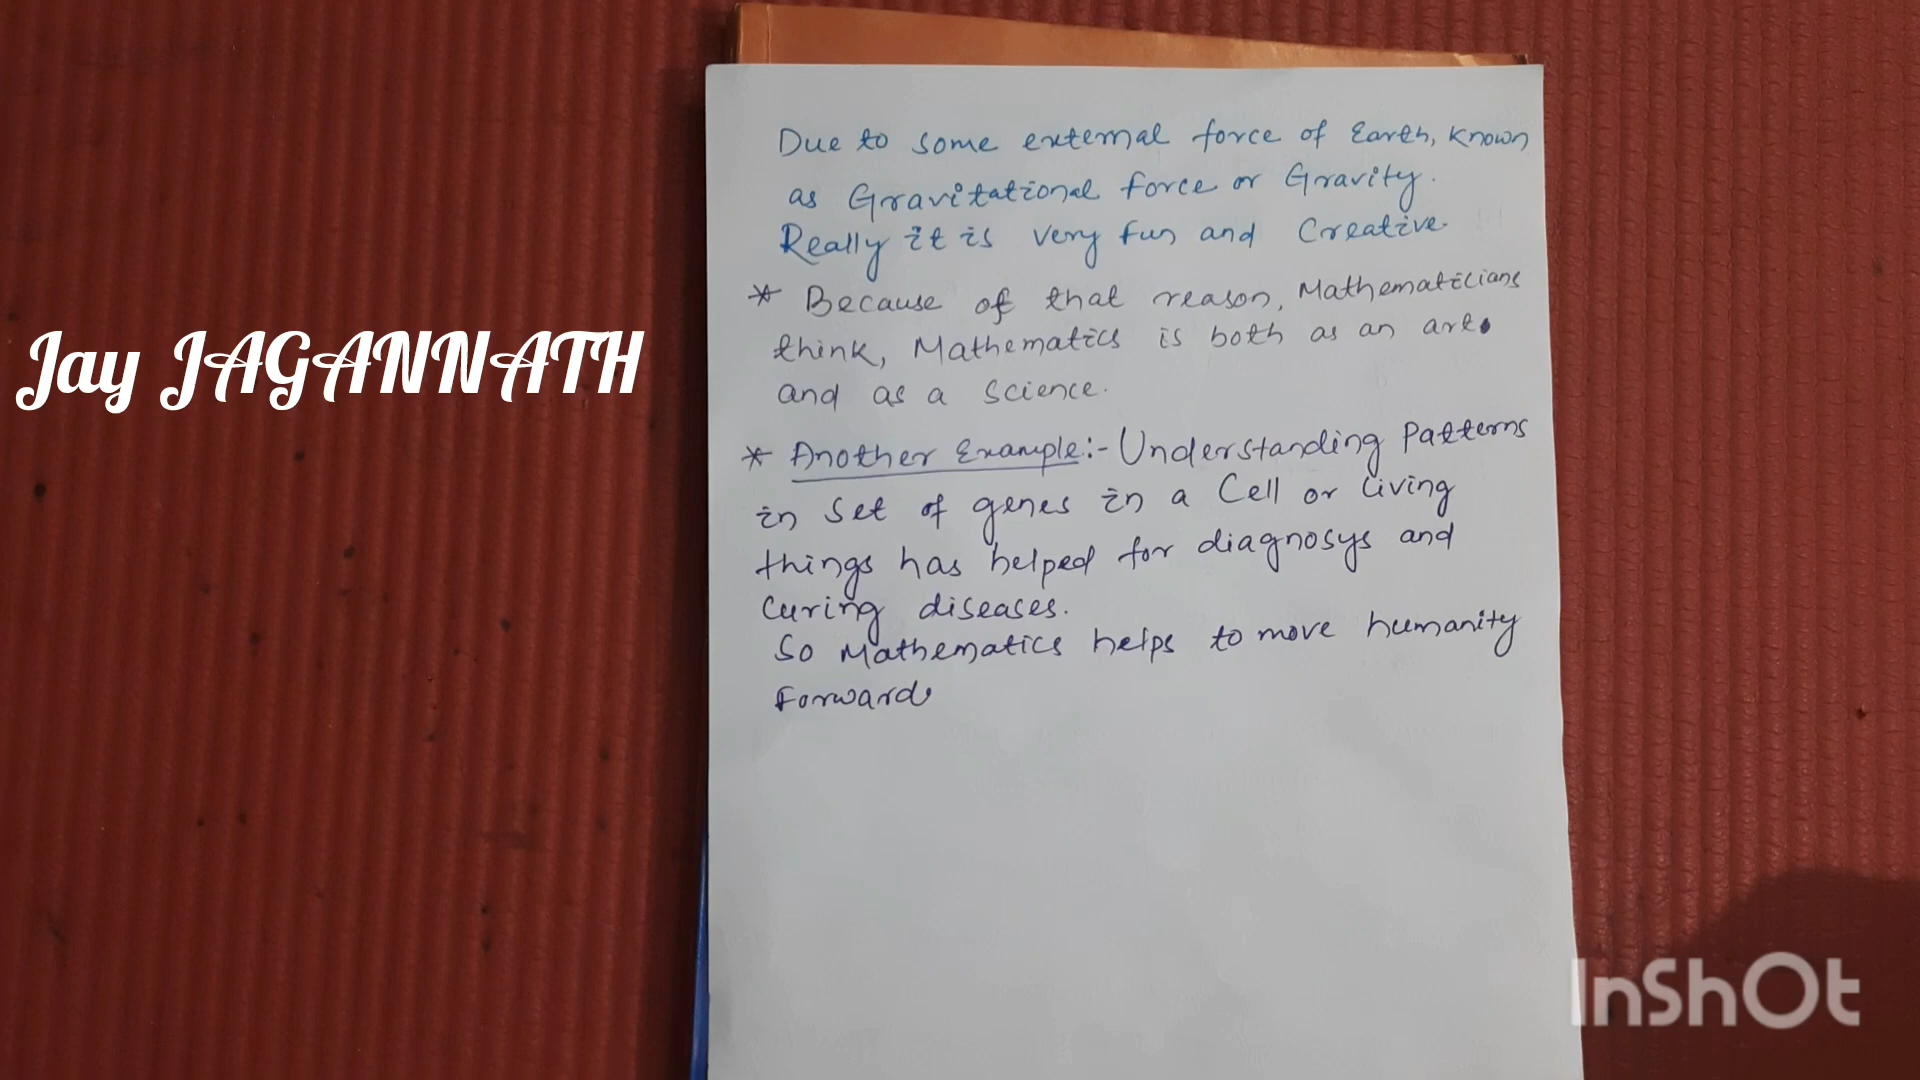 Due to some external force of Earth, known
as Gravitational force or Gravity.
Really it is very fun and Creative.
* Because of that reason, Mathematicians
think, Mathematics is both as an art.
and as a science.
* Another Example:- Understanding Patterns
in set of genes in a Cell or living
things has helped for diagnosys and
curing diseases.
So Mathematics helps to move humanity
Forward.
Jay JAGANNATH
InShOt